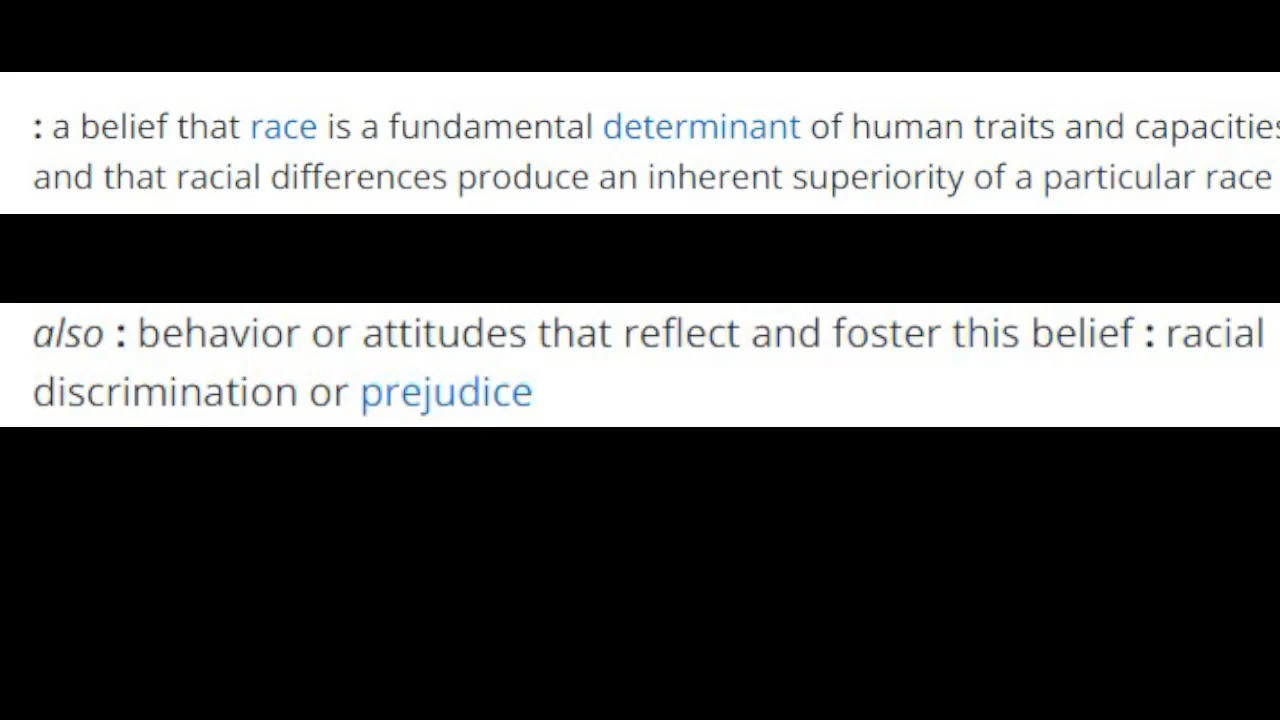 : a belief that race is a fundamental determinant of human traits and capacities
and that racial differences produce an inherent superiority of a particular race
also : behavior or attitudes that reflect and foster this belief : racial
discrimination or prejudice